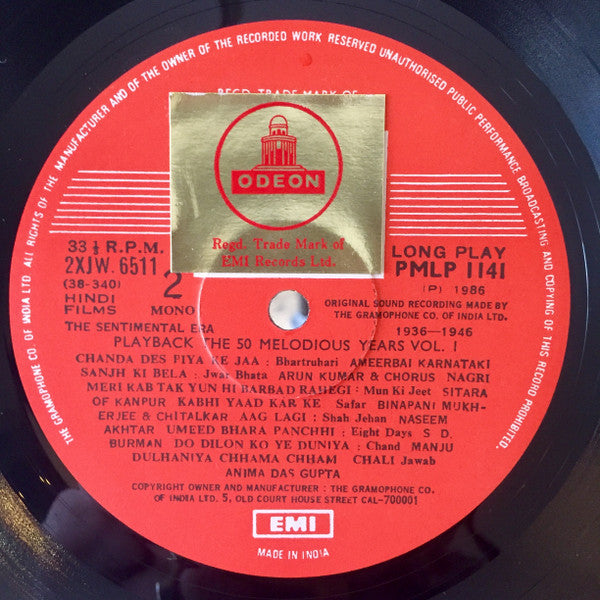 ALL RIGHTS OF THE MANUFACTURER AND OF THE OWNER OF THE RECORDED WORK RESERVED UNAUTHORISED PUBLIC PERFORMANCE BROADCASTING AND COPYING OF THIS RECORD PROHIBITED.
THE GRAMOPHONE CO. OF INDIA LTD.
REGD. TRADE MARK OF
ODEON
Regd. Trade Mark of
EMI Records Ltd.
33⅓ R.P.M.
2XJW. 6511
(38-340)
HINDI
FILMS
2
MONO
LONG PLAY
PMLP 1141
(P) 1986
ORIGINAL SOUND RECORDING MADE BY
THE GRAMOPHONE CO. OF INDIA LTD.
THE SENTIMENTAL ERA
1936—1946
PLAYBACK THE 50 MELODIOUS YEARS VOL. I
CHANDA DES PIYA KE JAA : Bhartruhari AMEERBAI KARNATAKI
SANJH KI BELA : Jwar Bhata ARUN KUMAR & CHORUS NAGRI
MERI KAB TAK YUN HI BARBAD RAHEGI : Mun Ki Jeet SITARA
OF KANPUR KABHI YAAD KAR KE Safar BINAPANI MUKH-
ERJEE & CHITALKAR AAG LAGI : Shah Jehan NASEEM
AKHTAR UMEED BHARA PANCHHI : Eight Days S D.
BURMAN DO DILON KO YE DUNIYA : Chand MANJU
DULHANIYA CHHAMA CHHAM CHALI Jawab
ANIMA DAS GUPTA
COPYRIGHT OWNER AND MANUFACTURER : THE GRAMOPHONE CO.
OF INDIA LTD. 5, OLD COURT HOUSE STREET CAL-700001
EMI
MADE IN INDIA